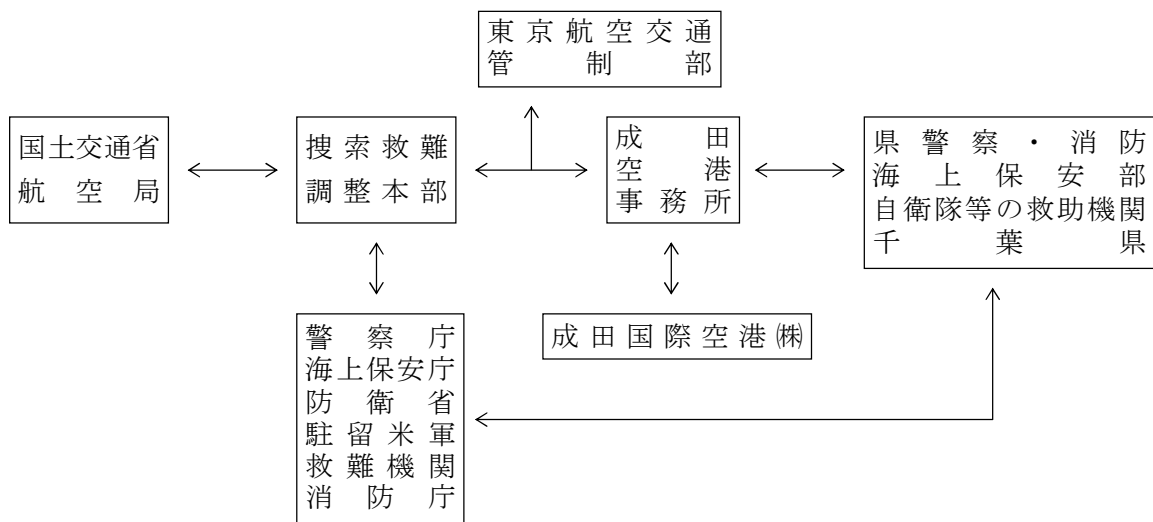 東京航空交通
管制部
国土交通省
航空局
捜索救難
調整本部
成田
空港
事務所
県警察・消防
海上保安部
自衛隊等の救助機関
千葉県
警察庁
海上保安庁
防衛省
駐留米軍
救難機関
消防庁
成田国際空港㈱